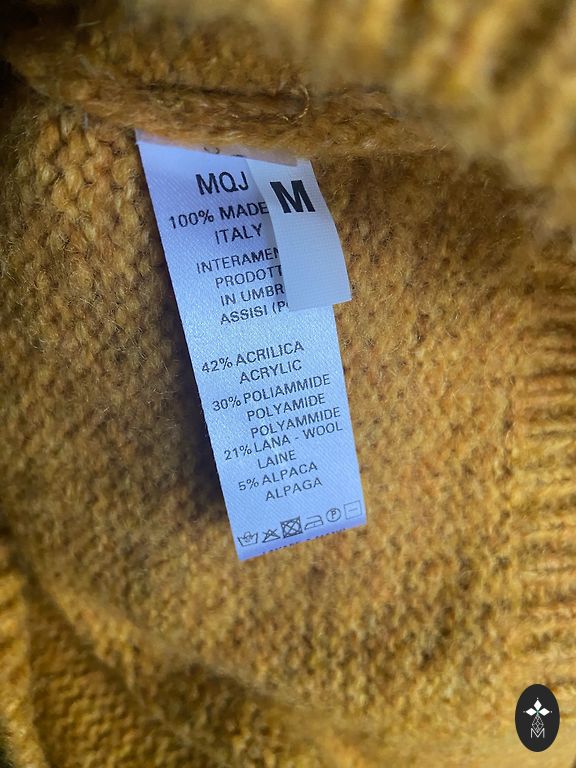 MQJ
M
100% MADE
ITALY
INTERAMEN
PRODOTT
IN UMBR
ASSISI (P
42% ACRILICA
ACRYLIC
30% POLIAMMIDE
POLYAMIDE
POLYAMMIDE
21% LANA - WOOL
LAINE
5% ALPACA
ALPAGA